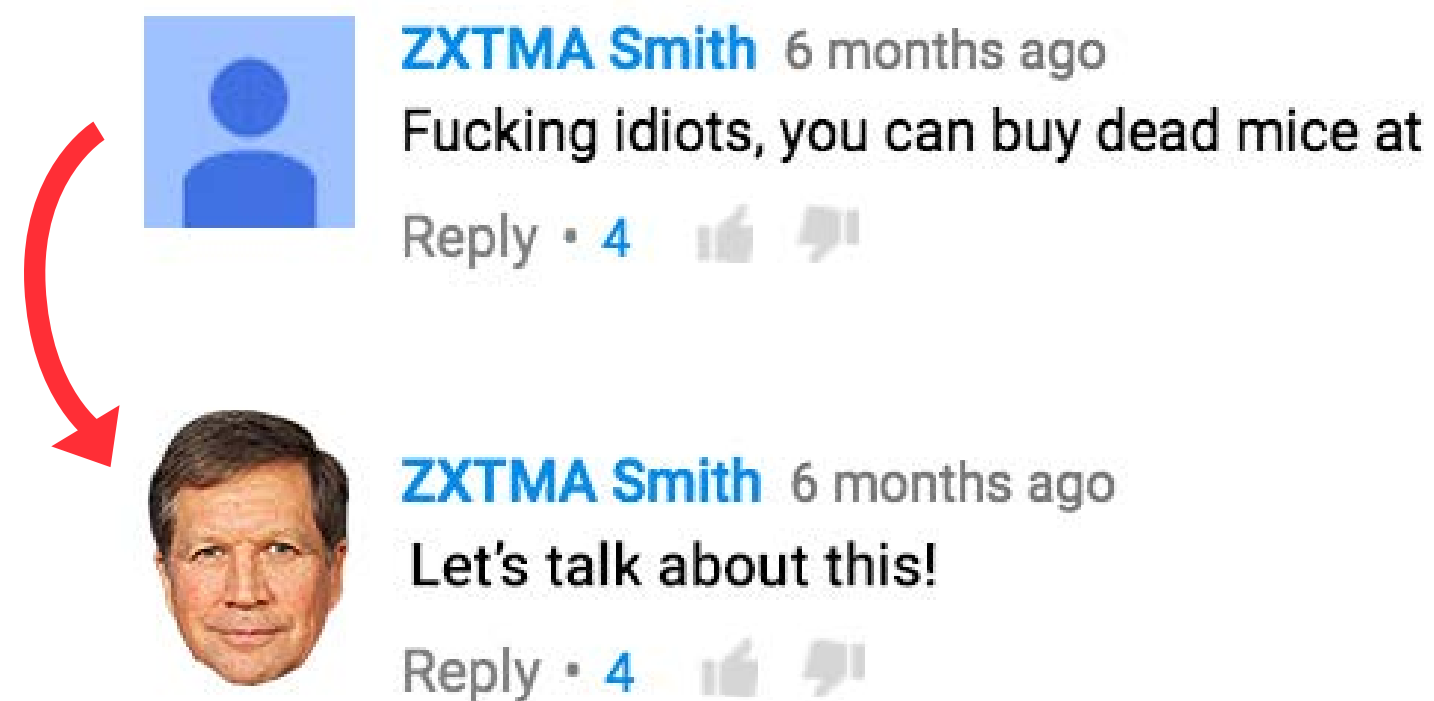 ZXTMA Smith 6 months ago
Fucking idiots, you can buy dead mice at
Reply • 4
ZXTMA Smith 6 months ago
Let's talk about this!
Reply • 4